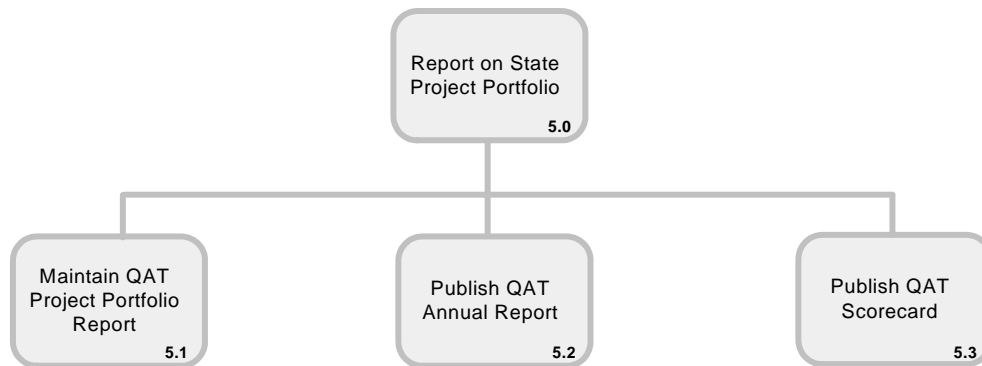 Report on State
Project Portfolio
5.0
Maintain QAT
Project Portfolio
Report
5.1
Publish QAT
Annual Report
5.2
Publish QAT
Scorecard
5.3